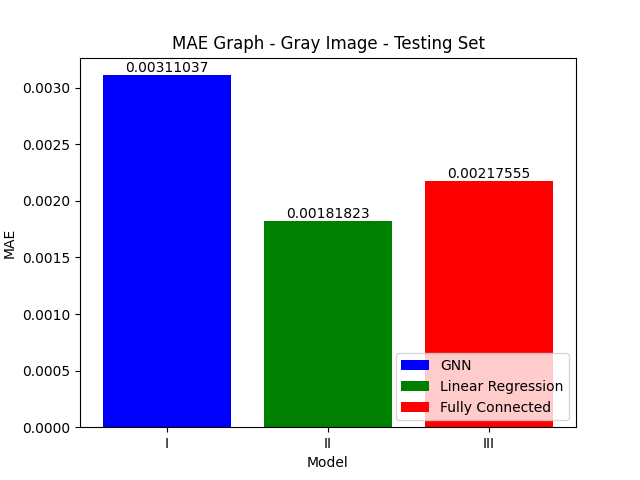 MAE Graph - Gray Image - Testing Set
0.00311037
0.00217555
0.00181823
0.0030
0.0025
0.0020
0.0015
0.0010
0.0005
0.0000
MAE
GNN
Linear Regression
Fully Connected
I
II
III
Model